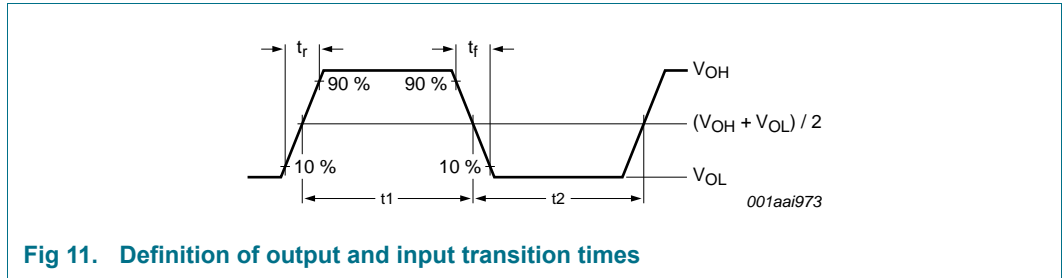 tr tf
VOH
90 % 90 %
(VOH + VOL) / 2
10 % 10 %
VOL
t1 t2
001aai973
Fig 11. Definition of output and input transition times